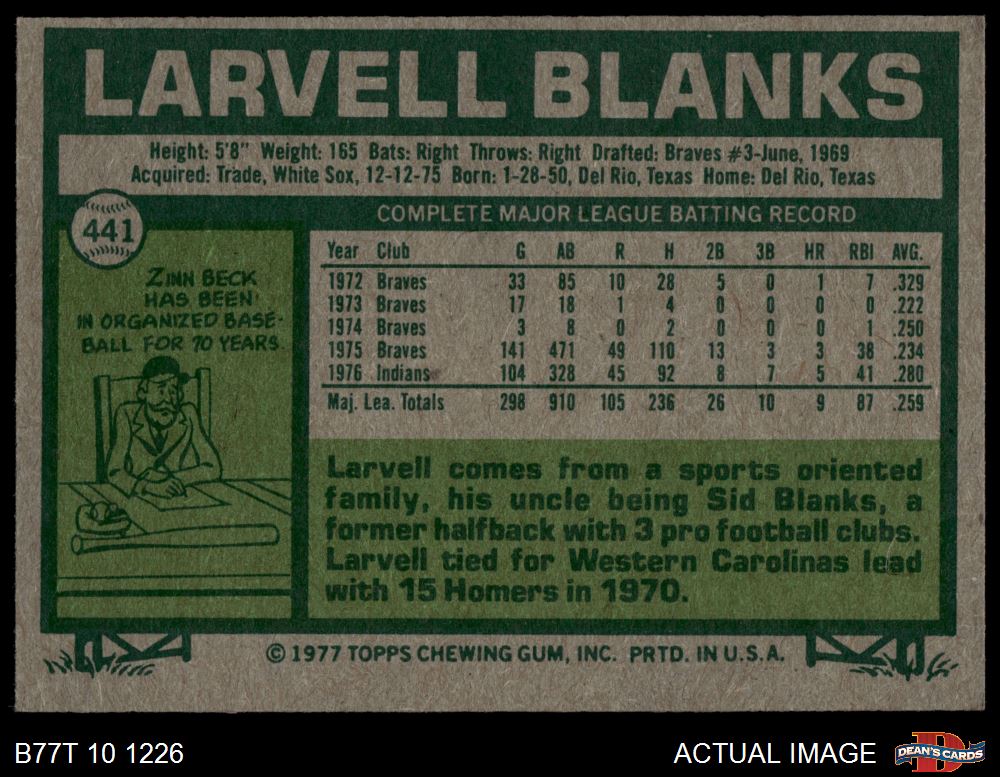 LARVELL BLANKS
Height: 5'8" Weight: 165 Bats: Right Throws: Right Drafted: Braves #3-June, 1969
Acquired: Trade, White Sox, 12-12-75 Born: 1-28-50, Del Rio, Texas Home: Del Rio, Texas
441
ZINN BECK
HAS BEEN
IN ORGANIZED BASE-
BALL FOR 70 YEARS.
COMPLETE MAJOR LEAGUE BATTING RECORD
Year Club G AB R H 2B 3B HR RBI AVG.
1972 Braves 33 85 10 28 5 0 1 7 .329
1973 Braves 17 18 1 4 0 0 0 0 .222
1974 Braves 3 8 0 2 0 0 0 1 .250
1975 Braves 141 471 49 110 13 3 3 38 .234
1976 Indians 104 328 45 92 8 7 5 41 .280
Maj. Lea. Totals 298 910 105 236 26 10 9 87 .259
Larvell comes from a sports oriented
family, his uncle being Sid Blanks, a
former halfback with 3 pro football clubs.
Larvell tied for Western Carolinas lead
with 15 Homers in 1970.
© 1977 TOPPS CHEWING GUM, INC. PRTD. IN U.S.A.
B77T 10 1226
ACTUAL IMAGE
D
DEAN'S CARDS